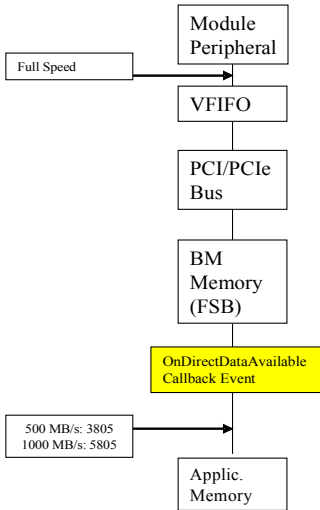 Module
Peripheral
Full Speed
VFIFO
PCI/PCIe
Bus
BM
Memory
(FSB)
OnDirectDataAvailable
Callback Event
500 MB/s: 3805
1000 MB/s: 5805
Applic.
Memory